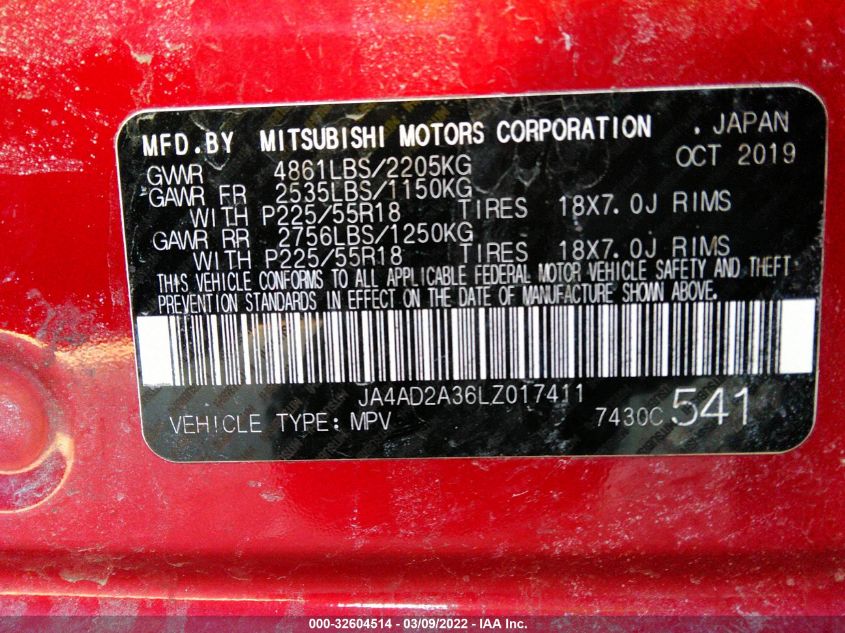 MFD.BY MITSUBISHI MOTORS CORPORATION . JAPAN
GVWR 4861LBS/2205KG OCT 2019
GAWR FR 2535LBS/1150KG
WITH P225/55R18 TIRES 18X7.0J RIMS
GAWR RR 2756LBS/1250KG
WITH P225/55R18 TIRES 18X7.0J RIMS
THIS VEHICLE CONFORMS TO ALL APPLICABLE FEDERAL MOTOR VEHICLE SAFETY AND THEFT
PREVENTION STANDARDS IN EFFECT ON THE DATE OF MANUFACTURE SHOWN ABOVE.
JA4AD2A36LZ017411
VEHICLE TYPE: MPV 7430C 541
000-32604514 - 03/09/2022 - IAA Inc.